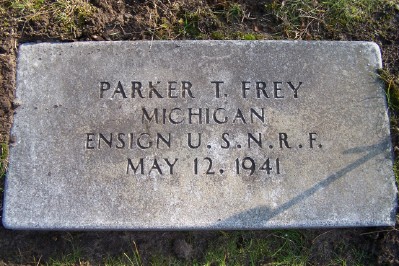 PARKER T. FREY
MICHIGAN
ENSIGN U.S.N.R.F.
MAY 12, 1941